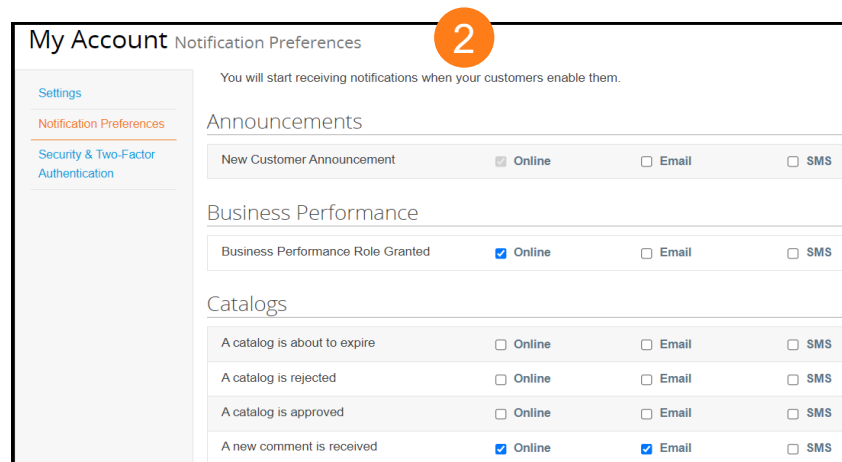 My Account Notification Preferences
2
You will start receiving notifications when your customers enable them.
Settings
Notification Preferences
Security & Two-Factor
Authentication
Announcements
New Customer Announcement Online Email SMS
Business Performance
Business Performance Role Granted Online Email SMS
Catalogs
A catalog is about to expire Online Email SMS
A catalog is rejected Online Email SMS
A catalog is approved Online Email SMS
A new comment is received Online Email SMS